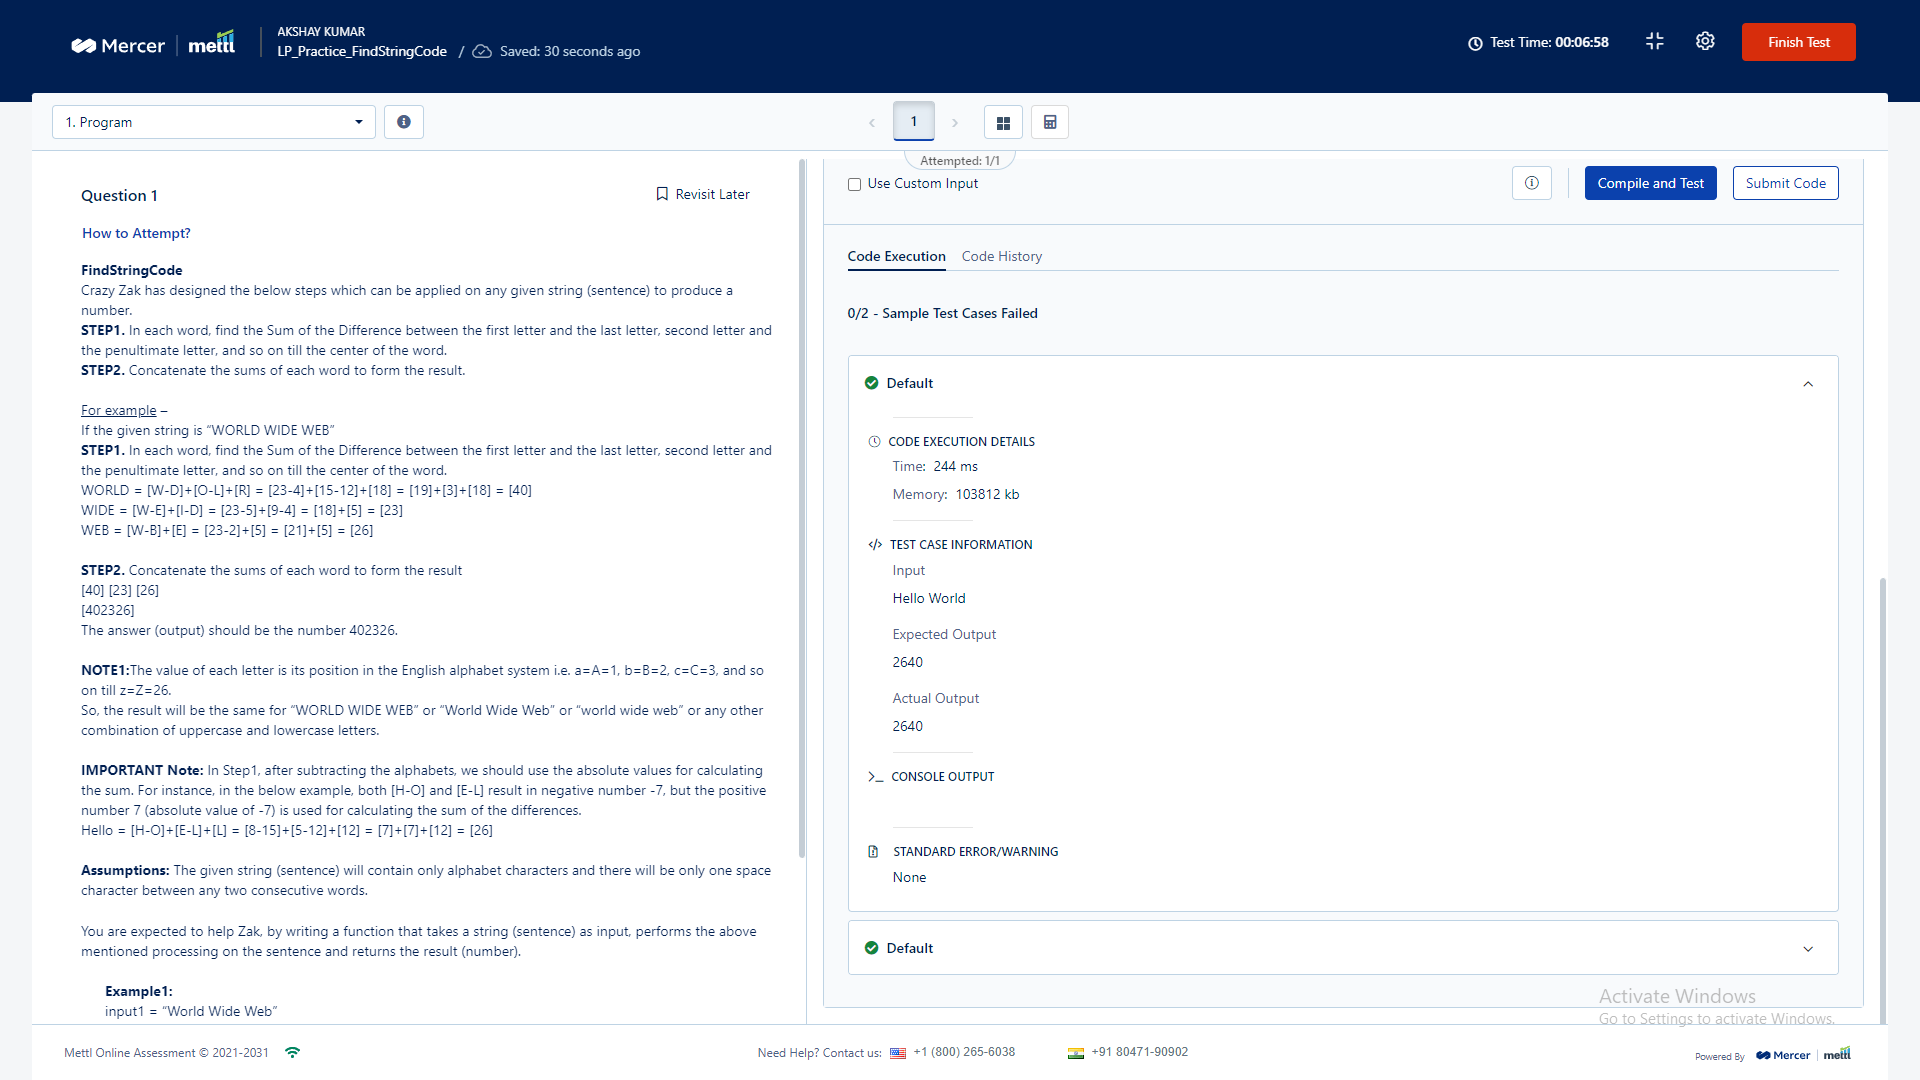 Mercer
mettl
AKSHAY KUMAR
LP_Practice_FindStringCode / Saved: 30 seconds ago
Test Time: 00:06:58
Finish Test
1. Program
1
Attempted: 1/1
Question 1
Revisit Later
How to Attempt?
FindStringCode
Crazy Zak has designed the below steps which can be applied on any given string (sentence) to produce a
number.
STEP1. In each word, find the Sum of the Difference between the first letter and the last letter, second letter and
the penultimate letter, and so on till the center of the word.
STEP2. Concatenate the sums of each word to form the result.
For example –
If the given string is “WORLD WIDE WEB”
STEP1. In each word, find the Sum of the Difference between the first letter and the last letter, second letter and
the penultimate letter, and so on till the center of the word.
WORLD = [W-D]+[O-L]+[R] = [23-4]+[15-12]+[18] = [19]+[3]+[18] = [40]
WIDE = [W-E]+[I-D] = [23-5]+[9-4] = [18]+[5] = [23]
WEB = [W-B]+[E] = [23-2]+[5] = [21]+[5] = [26]
STEP2. Concatenate the sums of each word to form the result
[40] [23] [26]
[402326]
The answer (output) should be the number 402326.
NOTE1:The value of each letter is its position in the English alphabet system i.e. a=A=1, b=B=2, c=C=3, and so
on till z=Z=26.
So, the result will be the same for “WORLD WIDE WEB” or “World Wide Web” or “world wide web” or any other
combination of uppercase and lowercase letters.
IMPORTANT Note: In Step1, after subtracting the alphabets, we should use the absolute values for calculating
the sum. For instance, in the below example, both [H-O] and [E-L] result in negative number -7, but the positive
number 7 (absolute value of -7) is used for calculating the sum of the differences.
Hello = [H-O]+[E-L]+[L] = [8-15]+[5-12]+[12] = [7]+[7]+[12] = [26]
Assumptions: The given string (sentence) will contain only alphabet characters and there will be only one space
character between any two consecutive words.
You are expected to help Zak, by writing a function that takes a string (sentence) as input, performs the above
mentioned processing on the sentence and returns the result (number).
Example1:
input1 = “World Wide Web”
Use Custom Input
Compile and Test
Submit Code
Code Execution
Code History
0/2 - Sample Test Cases Failed
Default
CODE EXECUTION DETAILS
Time: 244 ms
Memory: 103812 kb
</> TEST CASE INFORMATION
Input
Hello World
Expected Output
2640
Actual Output
2640
CONSOLE OUTPUT
STANDARD ERROR/WARNING
None
Default
Activate Windows
Go to Settings to activate Windows.
Mettl Online Assessment © 2021-2031
Need Help? Contact us: +1 (800) 265-6038
+91 80471-90902
Powered By Mercer mettl